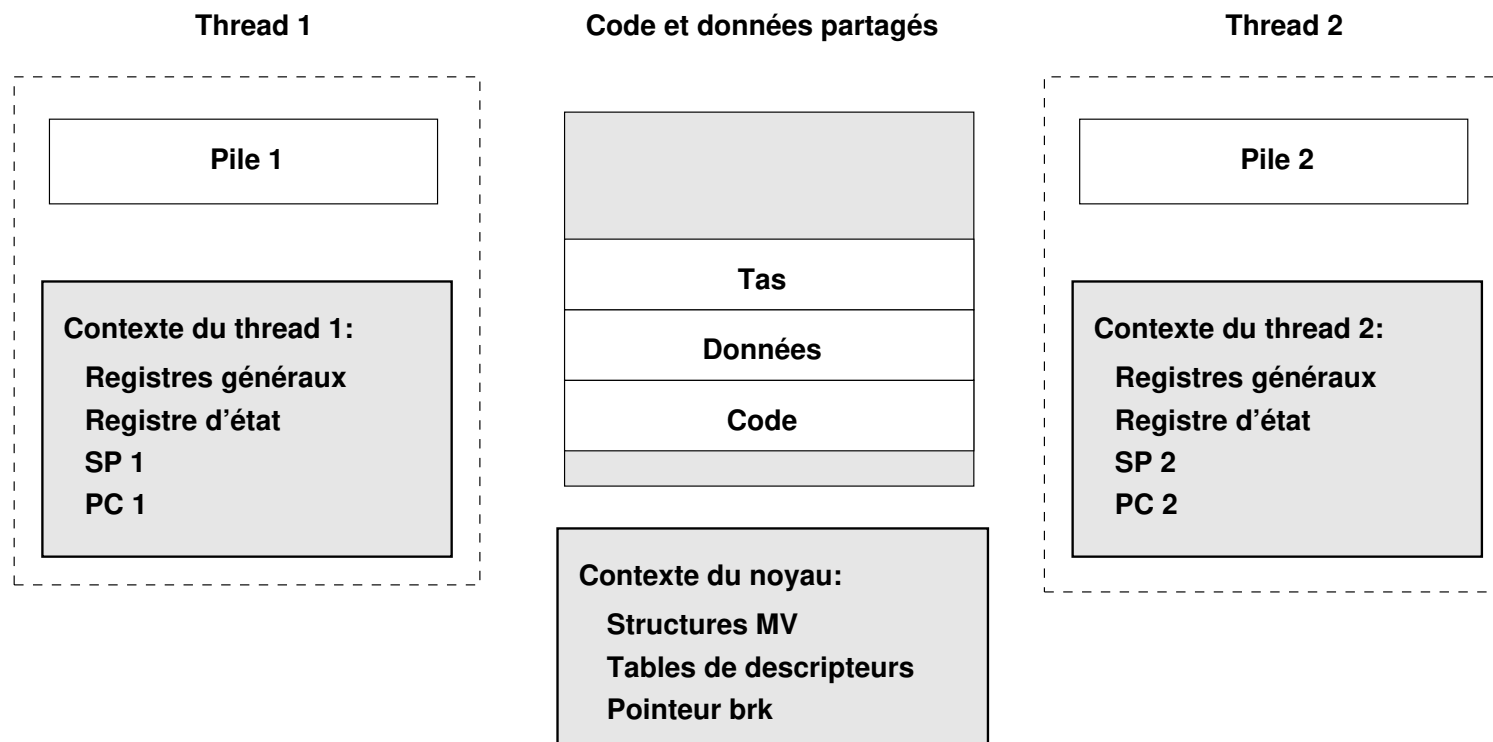 Thread 1
Code et données partagés
Thread 2
Pile 1
Contexte du thread 1:
Registres généraux
Registre d’état
SP 1
PC 1
Tas
Données
Code
Contexte du noyau:
Structures MV
Tables de descripteurs
Pointeur brk
Pile 2
Contexte du thread 2:
Registres généraux
Registre d’état
SP 2
PC 2